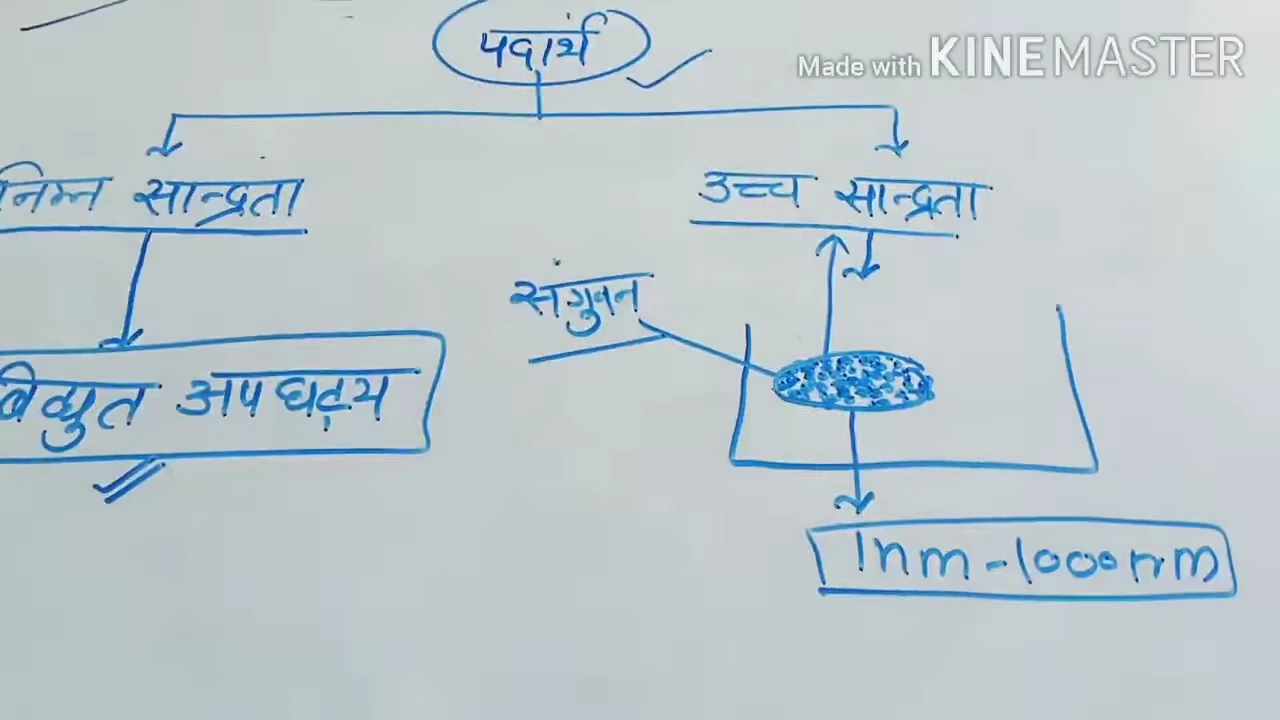 पदार्थ
Made with KINEMASTER
निम्न सान्द्रता
उच्च सान्द्रता
संगुणन
विद्युत अपघट्य
1nm-1000nm